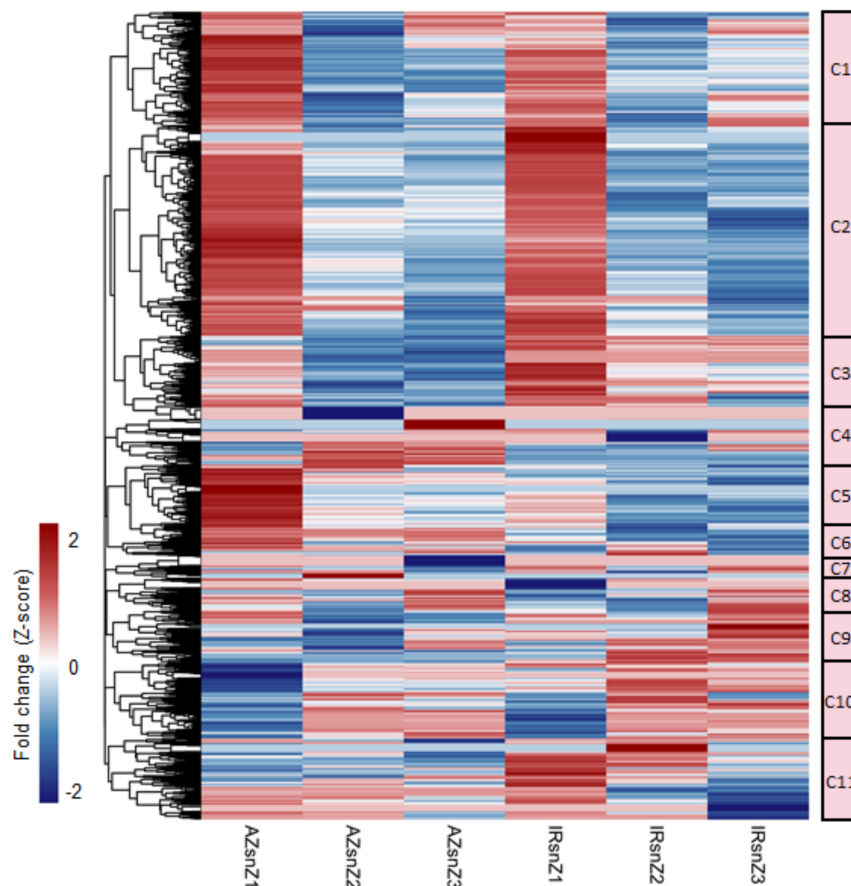 C1
C2
C3
C4
C5
C6
C7
C8
C9
C10
C11
Fold change (Z-score)
2
0
-2
AZsnZ1
AZsnZ2
AZsnZ3
IRsnZ1
IRsnZ2
IRsnZ3